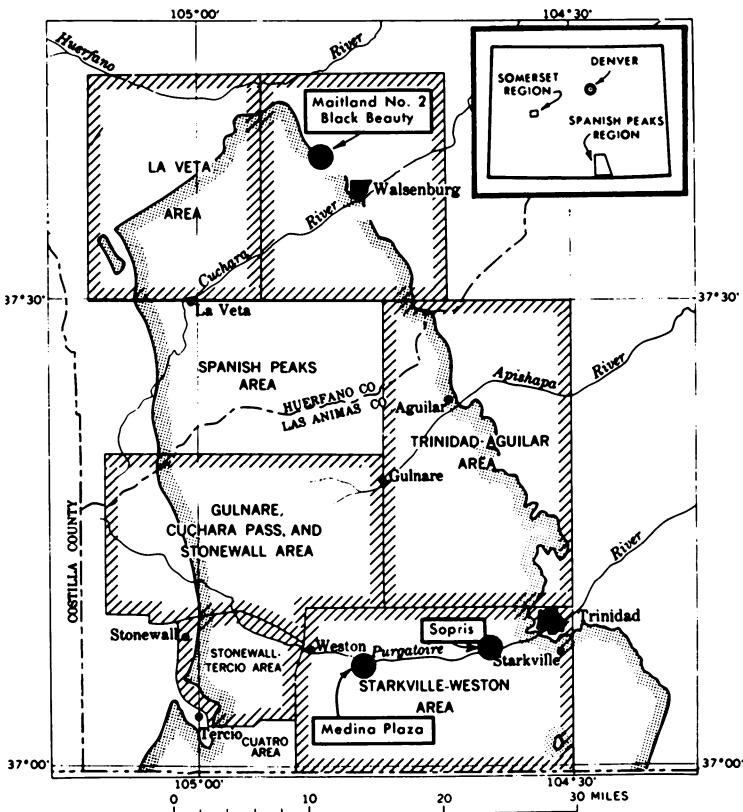 105°00'
104°30'
Huerfano
River
Maitland No. 2
Black Beauty
DENVER
SOMERSET
REGION
SPANISH PEAKS
REGION
LA VETA
AREA
Walsenburg
Cuchara
River
37°30'
37°30'
La Veta
SPANISH PEAKS
AREA
HUERFANO CO
LAS ANIMAS CO
Apishapa
River
Aguilar
TRINIDAD-AGUILAR
AREA
Gulnare
GULNARE,
CUCHARA PASS, AND
STONEWALL AREA
COSTILLA COUNTY
River
Trinidad
Stonewall
Sopris
Weston
Purgatoire
Starkville
STONEWALL-
TERCIO AREA
STARKVILLE-WESTON
AREA
Medina Plaza
Tercio
CUATRO
AREA
37°00'
37°00'
105°00'
104°30'
0
10
20
30 MILES